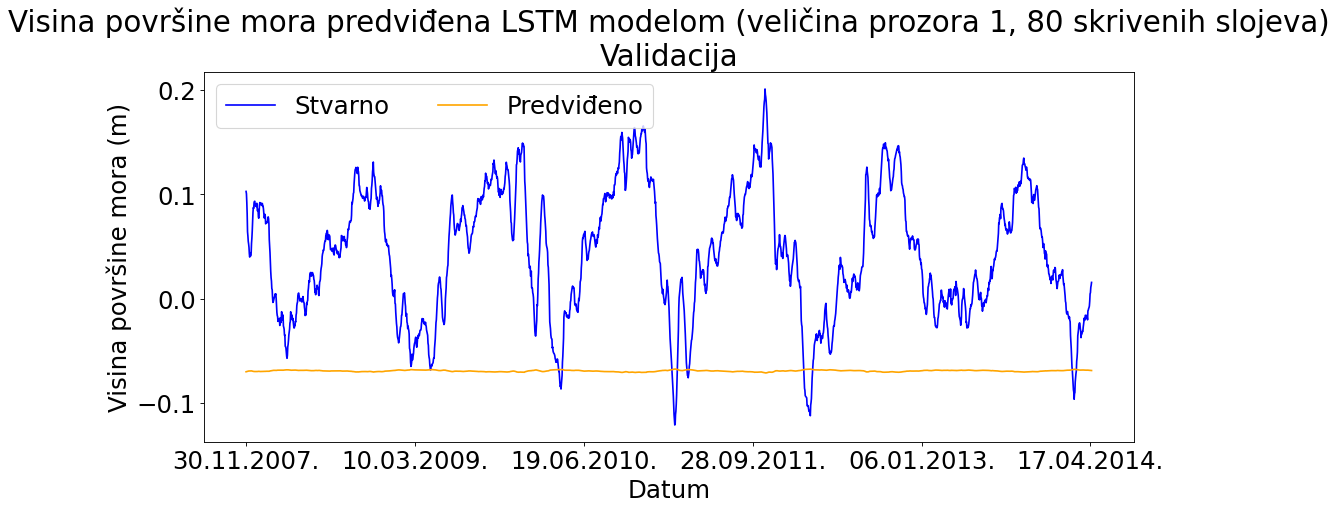 Visina površine mora predviđena LSTM modelom (veličina prozora 1, 80 skrivenih slojeva)
Validacija
Stvarno Predviđeno
Visina površine mora (m)
0.2
0.1
0.0
−0.1
30.11.2007. 10.03.2009. 19.06.2010. 28.09.2011. 06.01.2013. 17.04.2014.
Datum